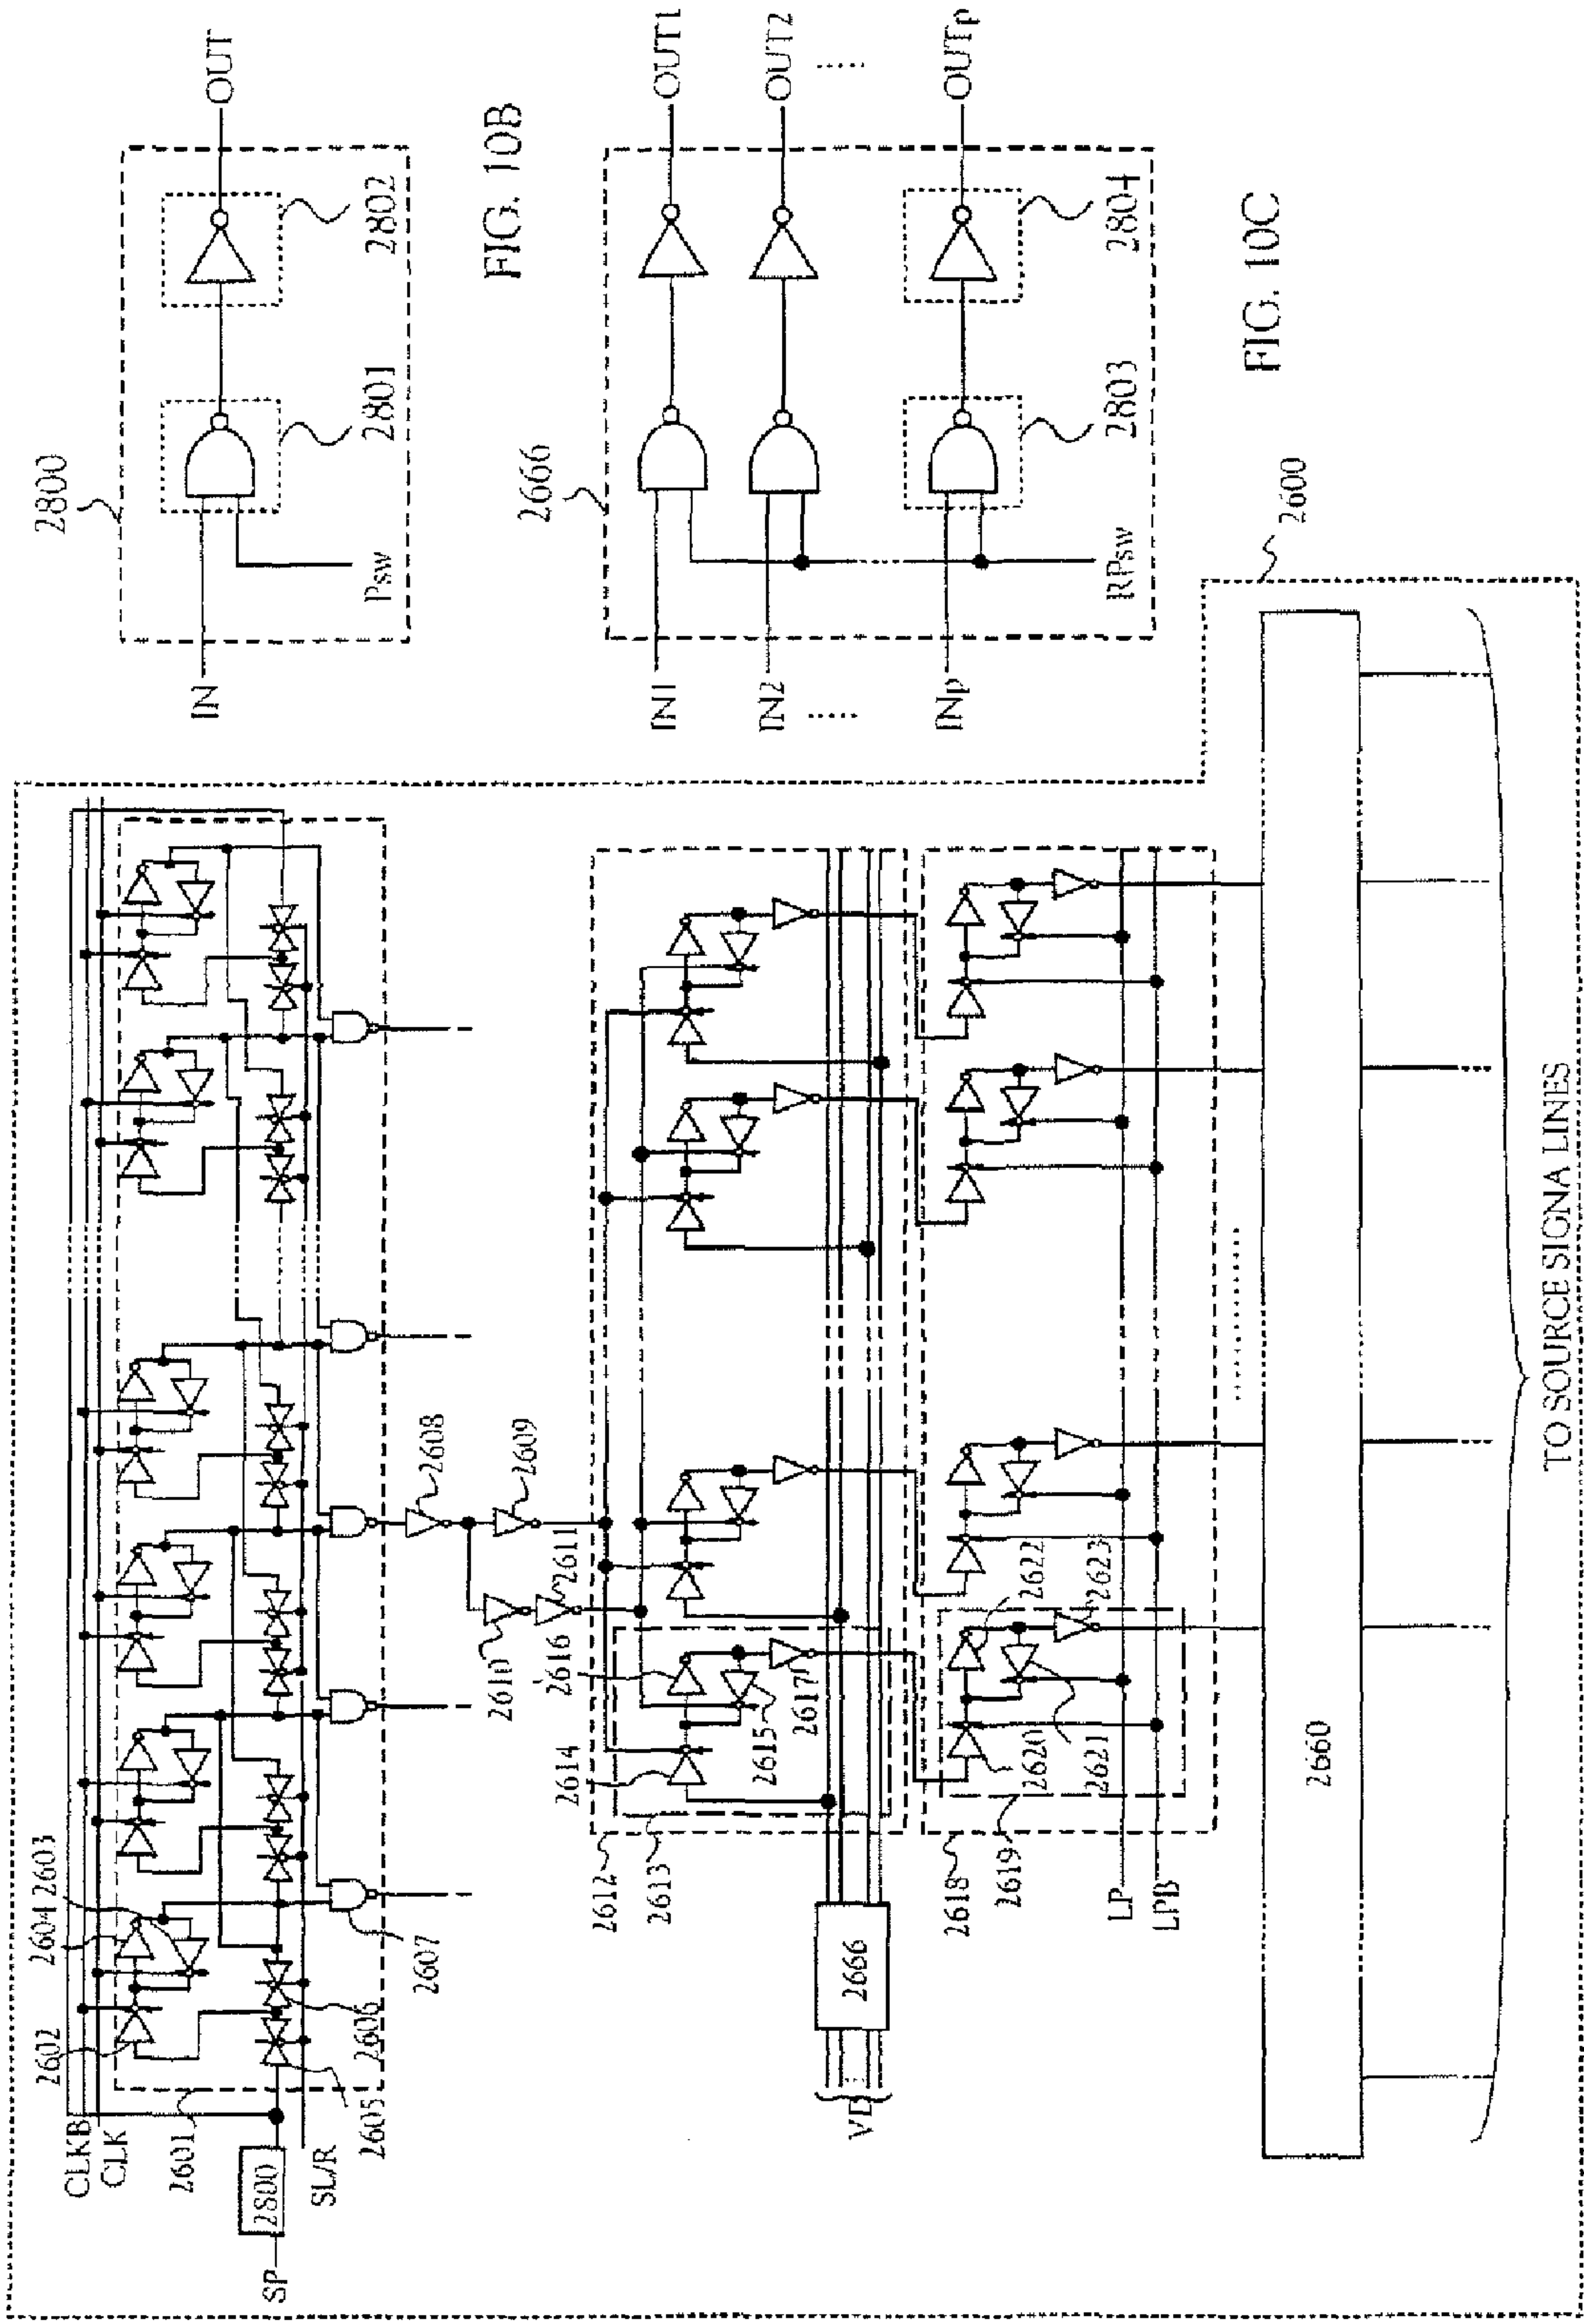 SP
2800
CLKB
CLK
2601
SL/R
2605
2602
2606
2604
2603
2607
2608
2609
2610
2611
2612
2613
2614
2616
2615
2617
VD
2666
2618
2619
LP
LPB
2620
2621
2622
2623
2660
TO SOURCE SIGNA LINES
2600
2800
IN
Psw
2801
2802
OUT
FIG. 10B
2666
IN1
IN2
INp
RPsw
2803
2804
OUT1
OUT2
OUTp
FIG. 10C